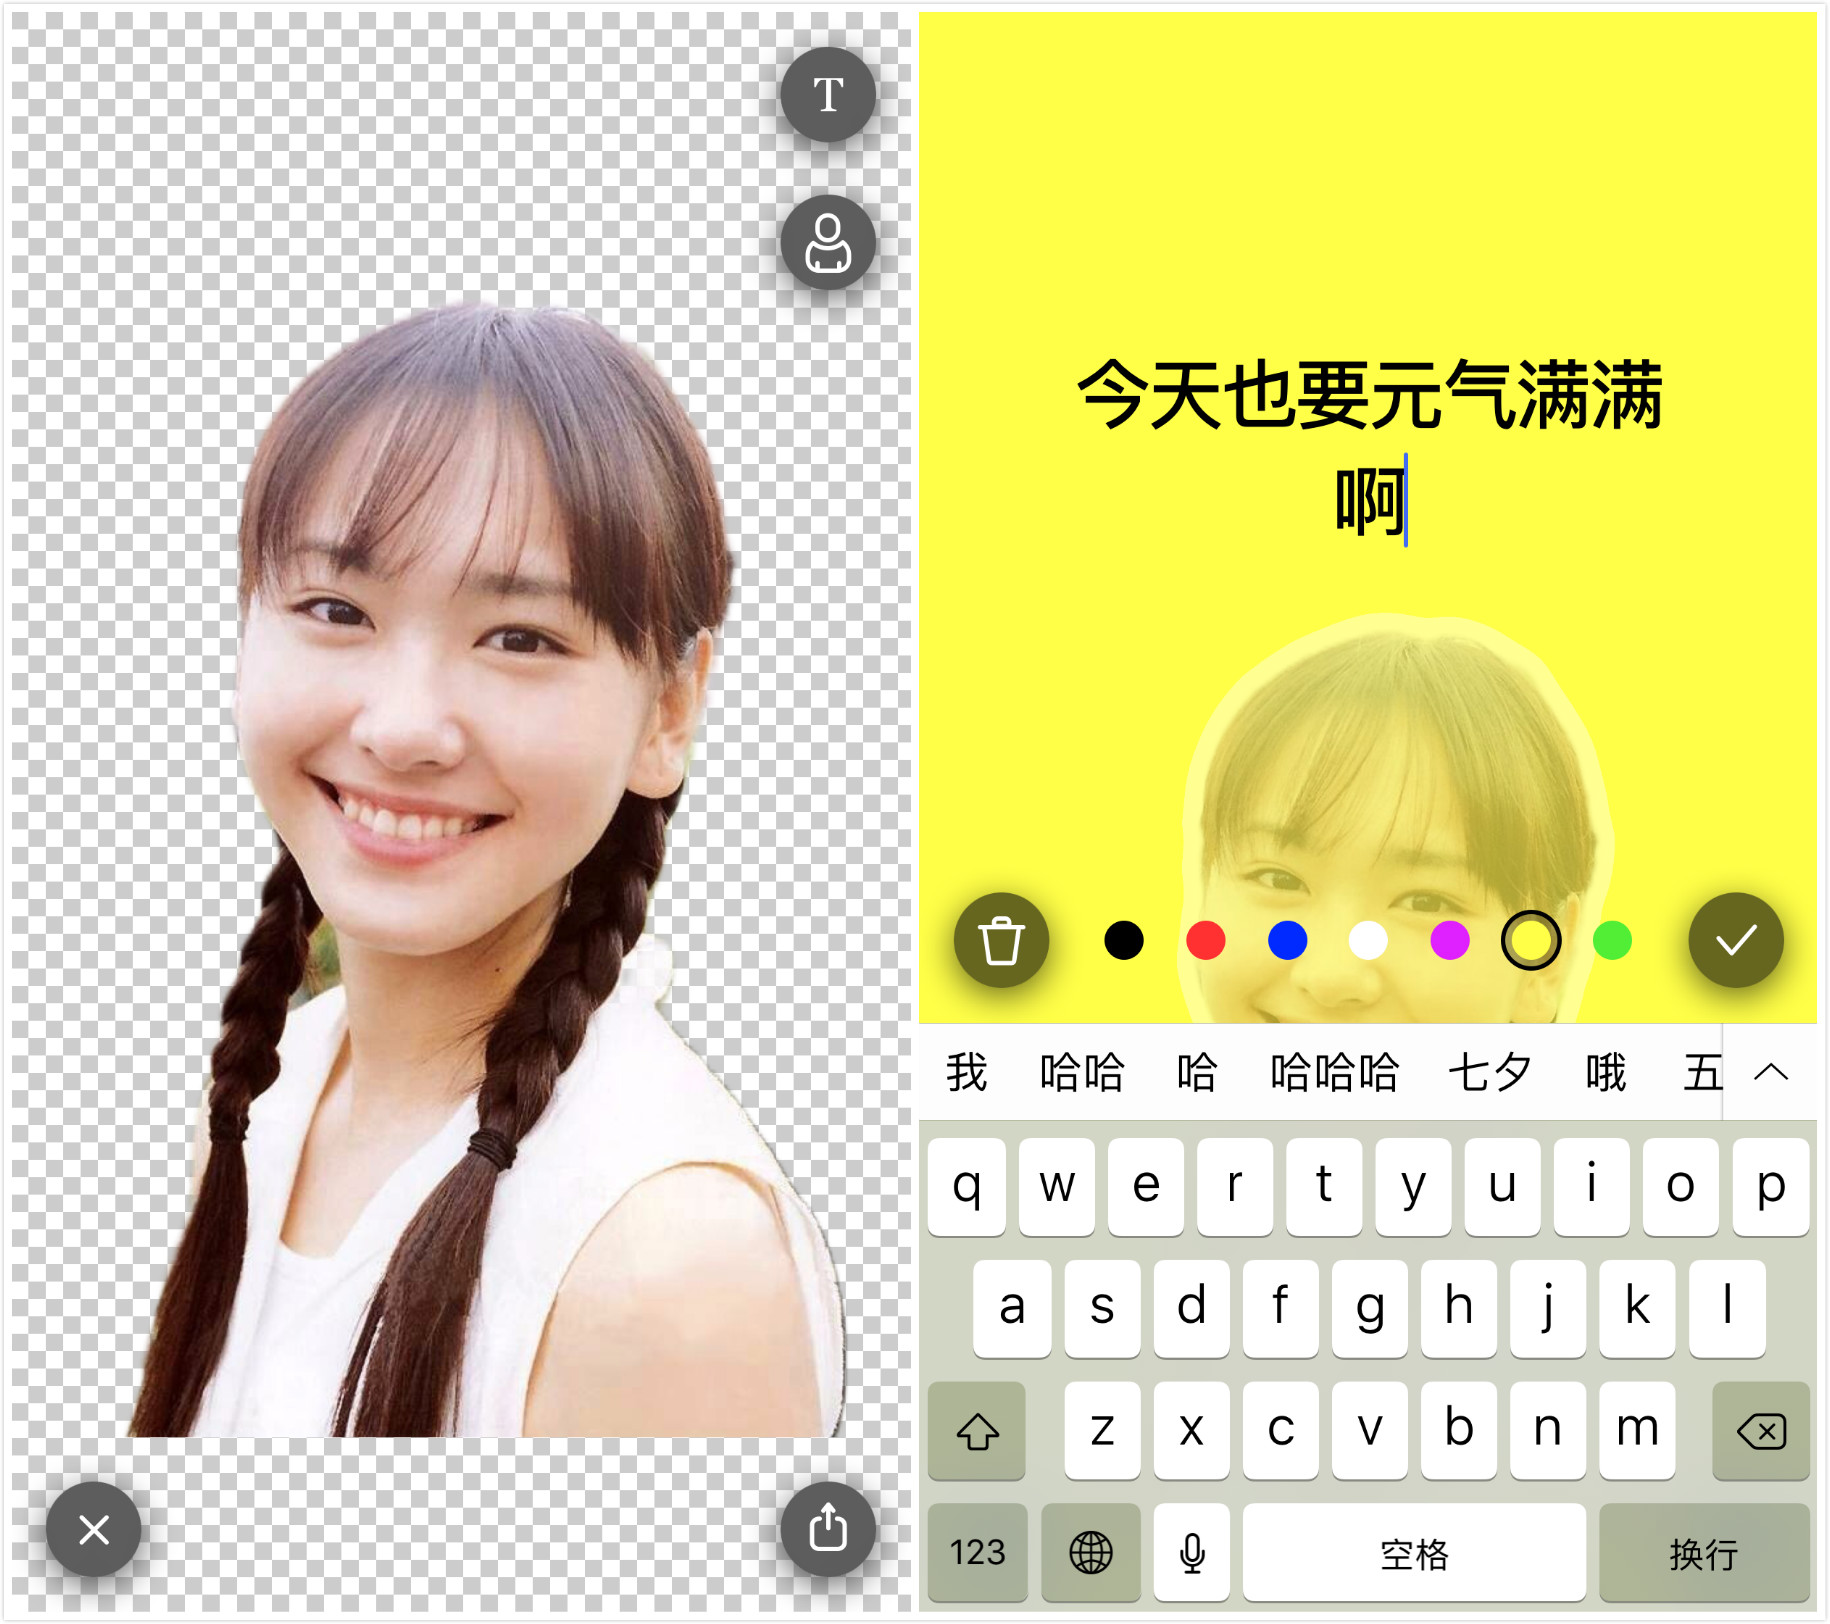 T
今天也要元气满满
啊
我 哈哈 哈 哈哈哈 七夕 哦 五
q w e r t y u i o p
a s d f g h j k l
z x c v b n m
123 空格 换行